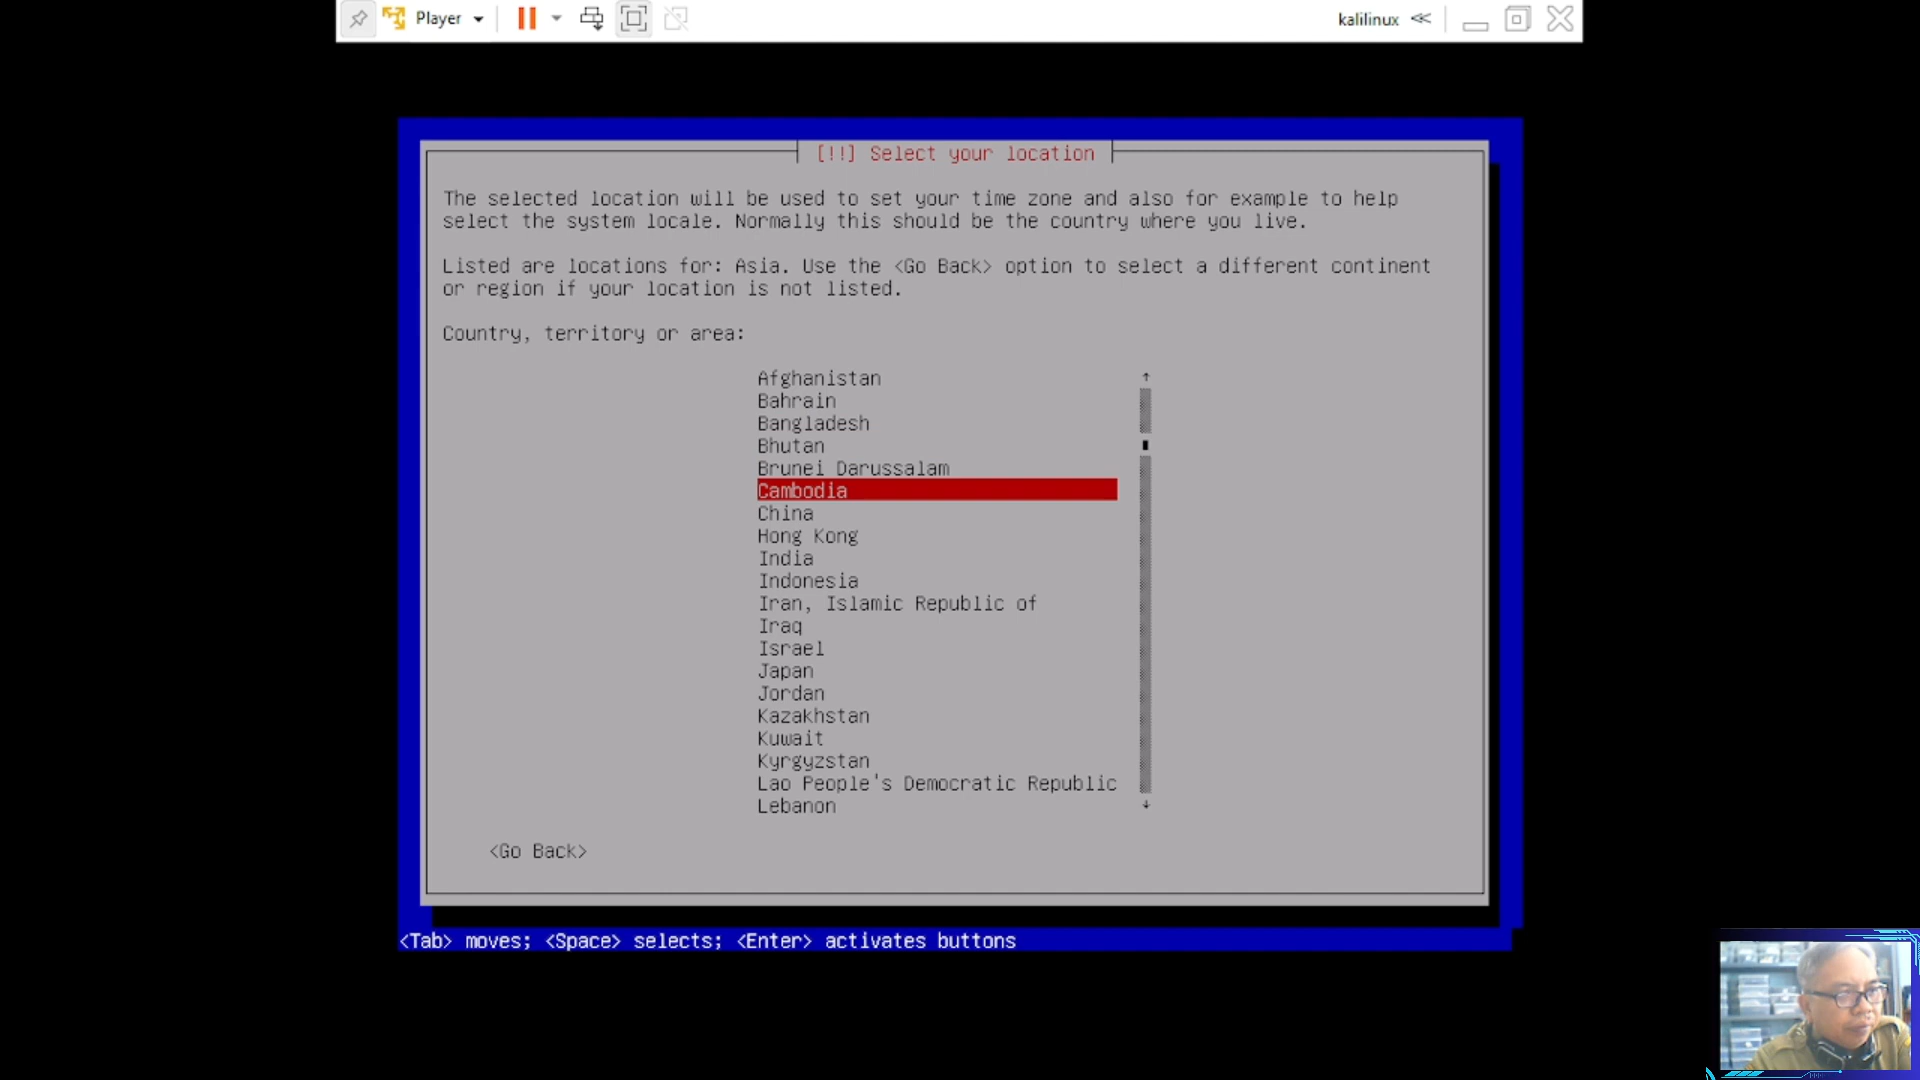 Player
kalilinux
[!!] Select your location
The selected location will be used to set your time zone and also for example to help
select the system locale. Normally this should be the country where you live.
Listed are locations for: Asia. Use the <Go Back> option to select a different continent
or region if your location is not listed.
Country, territory or area:
Afghanistan
Bahrain
Bangladesh
Bhutan
Brunei Darussalam
Cambodia
China
Hong Kong
India
Indonesia
Iran, Islamic Republic of
Iraq
Israel
Japan
Jordan
Kazakhstan
Kuwait
Kyrgyzstan
Lao People's Democratic Republic
Lebanon
<Go Back>
<Tab> moves; <Space> selects; <Enter> activates buttons